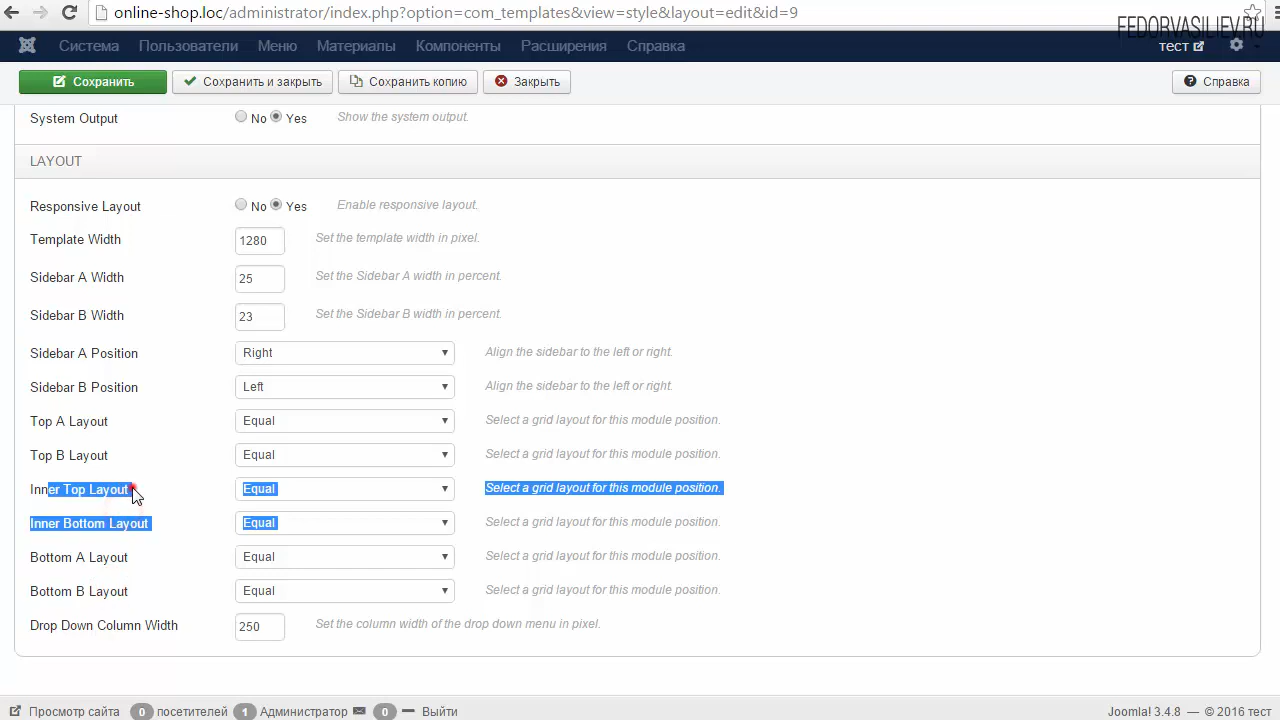 online-shop.loc/administrator/index.php?option=com_templates&view=style&layout=edit&id=9
FEDORVASILIEV.RU
Система Пользователи Меню Материалы Компоненты Расширения Справка тест
Сохранить Сохранить и закрыть Сохранить копию Закрыть Справка
System Output No Yes Show the system output.
LAYOUT
Responsive Layout No Yes Enable responsive layout.
Template Width 1280 Set the template width in pixel.
Sidebar A Width 25 Set the Sidebar A width in percent.
Sidebar B Width 23 Set the Sidebar B width in percent.
Sidebar A Position Right Align the sidebar to the left or right.
Sidebar B Position Left Align the sidebar to the left or right.
Top A Layout Equal Select a grid layout for this module position.
Top B Layout Equal Select a grid layout for this module position.
Inner Top Layout Equal Select a grid layout for this module position.
Inner Bottom Layout Equal Select a grid layout for this module position.
Bottom A Layout Equal Select a grid layout for this module position.
Bottom B Layout Equal Select a grid layout for this module position.
Drop Down Column Width 250 Set the column width of the drop down menu in pixel.
Просмотр сайта 0 посетителей 1 Администратор 0 Выйти Joomla! 3.4.8 — © 2016 тест